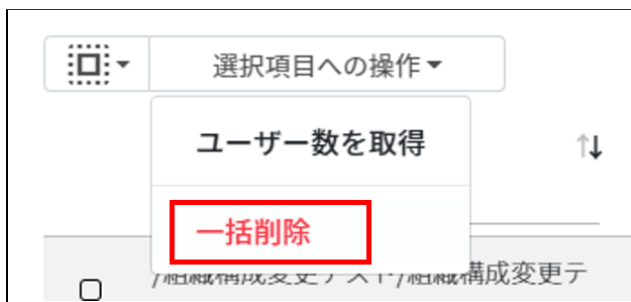 選択項目への操作
ユーザー数を取得
一括削除
/組織構成変更テスト/組織構成変更テ